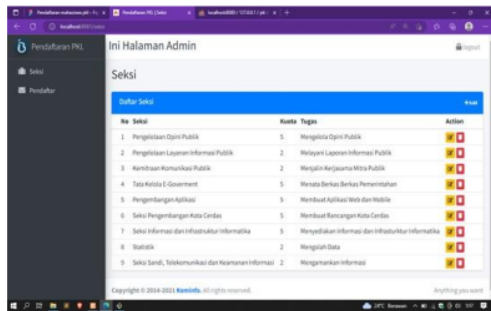 Pendaftaran PKL
Ini Halaman Admin
logout
Seksi
Pendaftar
Seksi
Daftar Seksi
No Seksi Kuota Tugas Action
1 Pengelolaan Opini Publik 5 Mengelola Opini Publik
2 Pengelolaan Layanan Informasi Publik 2 Melayani Laporan Informasi Publik
3 Kemitraan Komunikasi Publik 2 Menjalin Kerjasama Mitra Publik
4 Tata Kelola E-Goverment 5 Menata Berkas Berkas Pemerintahan
5 Pengembangan Aplikasi 5 Membuat Aplikasi Web dan Mobile
6 Seksi Pengembangan Kota Cerdas 5 Membuat Rancangan Kota Cerdas
7 Seksi Informasi dan Infrastruktur Informatika 5 Menyediakan Informasi dan Infrastruktur Informatika
8 Statistik 2 Mengolah Data
9 Seksi Sandi, Telekomunikasi dan Keamanan Informasi 2 Mengamankan Informasi
Copyright © 2014-2021 Kominfo. All rights reserved.
Anything you want